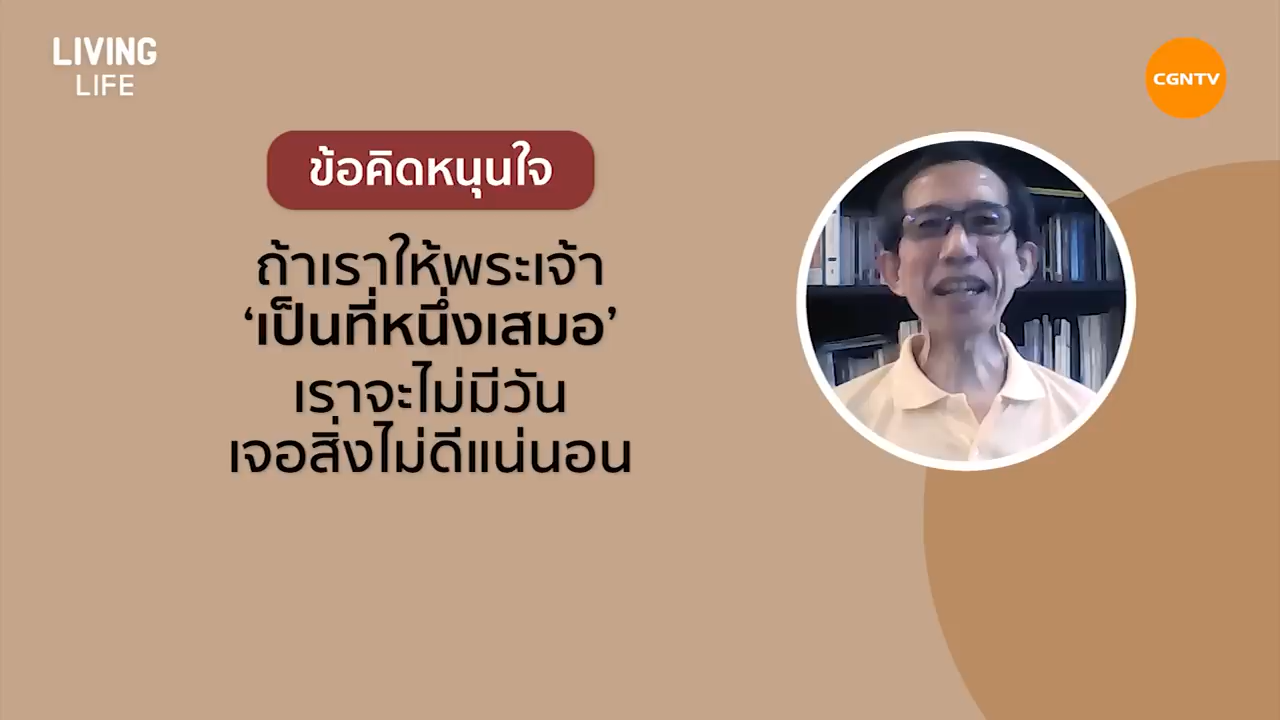 LIVING
LIFE
CGNTV
ข้อคิดหนุนใจ
ถ้าเราให้พระเจ้า
‘เป็นที่หนึ่งเสมอ’
เราจะไม่มีวัน
เจอสิ่งไม่ดีแน่นอน